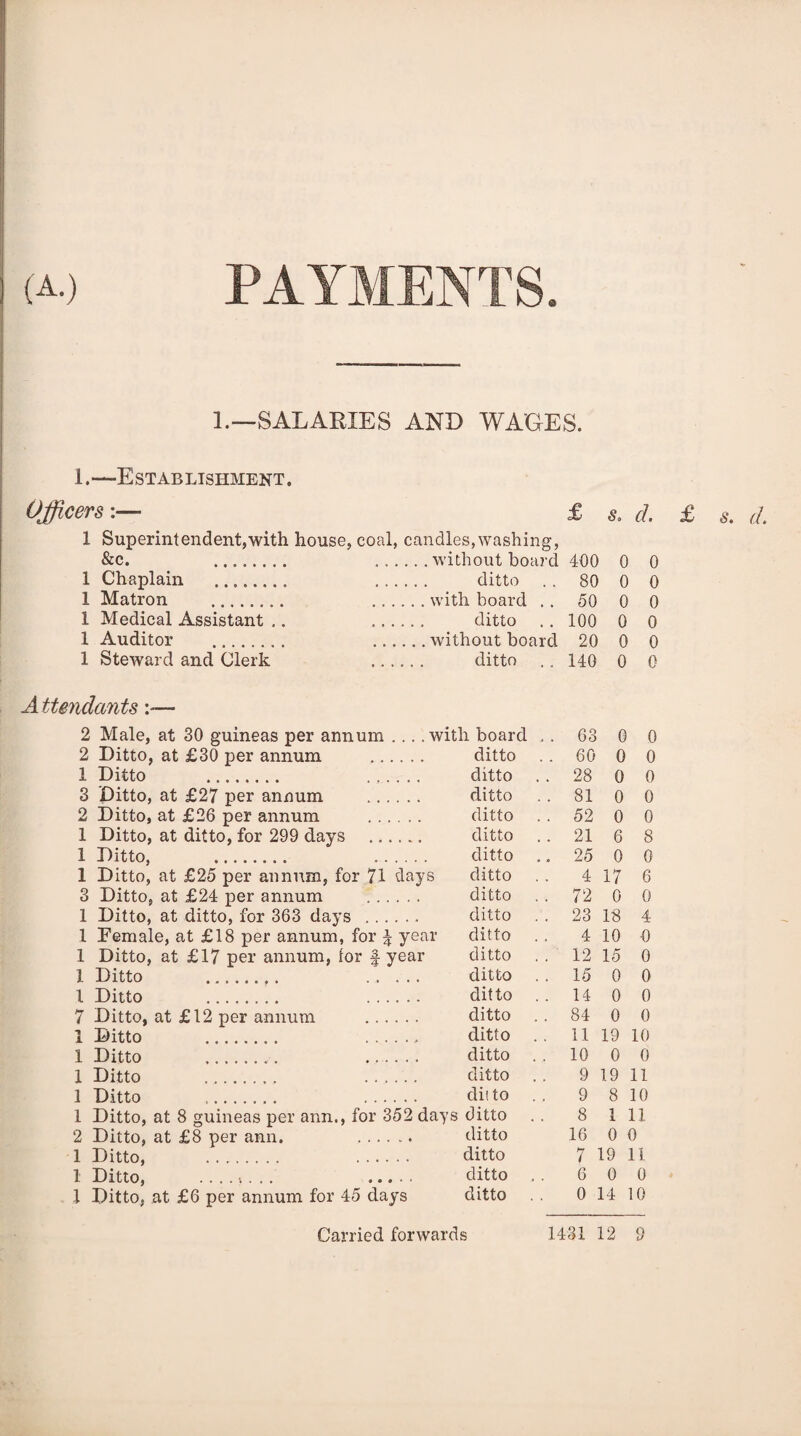 (A.) PAYMENTS.
1.—SALARIES AND WAGES.
1.—ESTABLISHMENT.
Officers:— £ s. d. £ s. d.
1 Superintendent,with house, coal, candles,washing,
&c. ........ ......without board 400 0 0
1 Chaplain ........ ...... ditto .. 80 0 0
1 Matron ........ ......with board .. 50 0 0
1 Medical Assistant .. ...... ditto .. 100 0 0
1 Auditor ........ ......without board 20 0 0
1 Steward and Clerk ...... ditto .. 140 0 0
Attendants:—
2 Male, at 30 guineas per annum ....with board .. 63 0 0
2 Ditto, at £30 per annum ...... ditto .. 60 0 0
1 Ditto ........ ...... ditto .. 28 0 0
3 Ditto, at £27 per annum ...... ditto .. 81 0 0
2 Ditto, at £26 per annum ...... ditto .. 52 0 0
1 Ditto, at ditto, for 299 days ...... ditto .. 21 6 8
1 Ditto, ........ ...... ditto .. 25 0 0
1 Ditto, at £25 per annum, for 71 days ditto .. 4 17 6
3 Ditto, at £24 per annum ...... ditto .. 72 0 0
1 Ditto, at ditto, for 363 days ...... ditto .. 23 18 4
1 Female, at £18 per annum, for ¼ year ditto .. 4 10 0
1 Ditto, at £17 per annum, for ¾ year ditto .. 12 15 0
1 Ditto ........ ...... ditto .. 15 0 0
1 Ditto ........ ...... ditto .. 14 0 0
7 Ditto, at £12 per annum ...... ditto .. 84 0 0
1 Ditto ........ ...... ditto .. 11 19 10
1 Ditto ........ ...... ditto .. 10 0 0
1 Ditto ........ ...... ditto .. 9 19 11
1 Ditto ........ ...... ditto .. 9 8 10
1 Ditto, at 8 guineas per ann., for 352 days ditto .. 8 1 11
2 Ditto, at £8 per ann. ...... ditto 16 0 0
1 Ditto, ........ ...... ditto 7 19 11
1 Ditto, ........ ..... ditto .. 6 0 0
1 Ditto, at £6 per annum for 45 days ditto .. 0 14 10
Carried forwards 1431 12 9